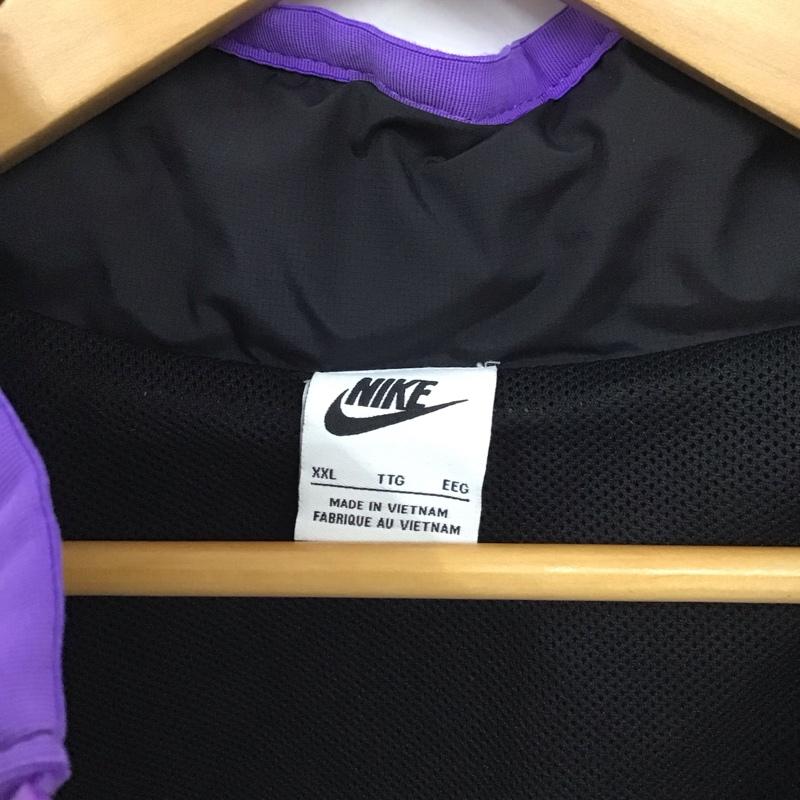 NIKE
XXL TTG EEG
MADE IN VIETNAM
FABRIQUE AU VIETNAM